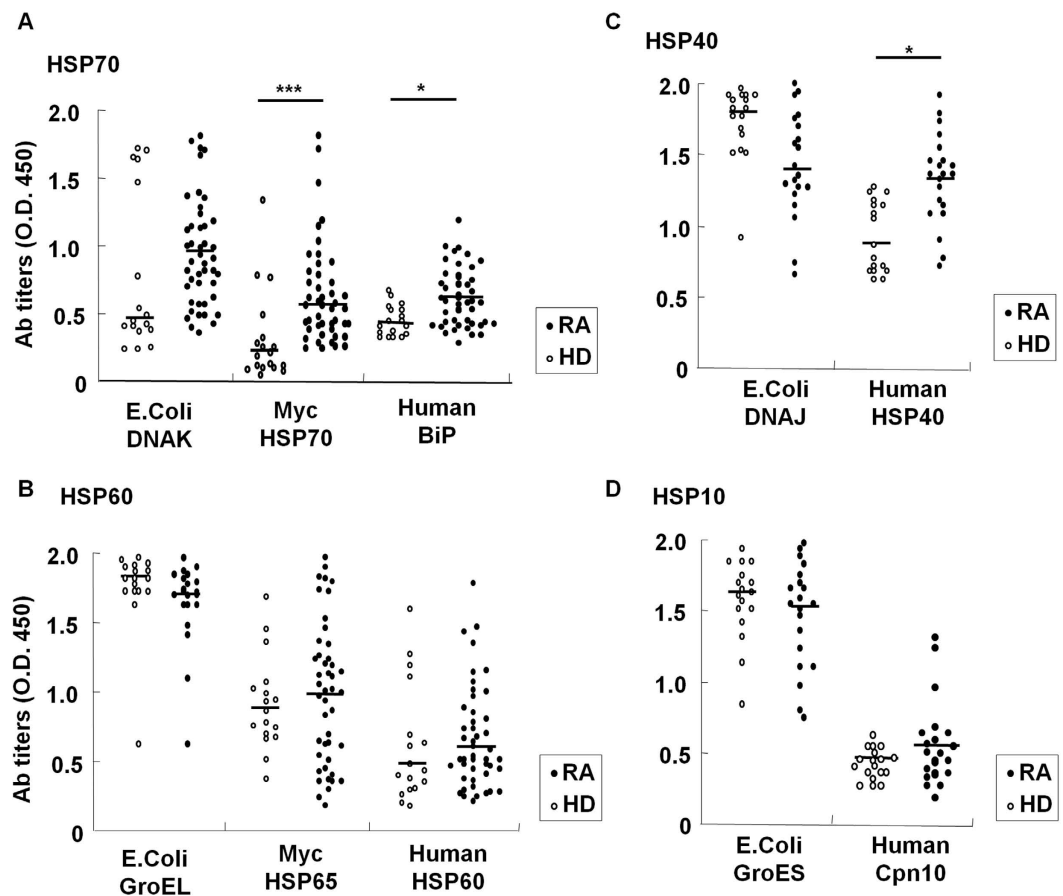 A
HSP70
***
*
Ab titers (O.D. 450)
2.0
1.5
1.0
0.5
0
RA
HD
E.Coli
DNAK
Myc
HSP70
Human
BiP
C
HSP40
*
2.0
1.5
1.0
0.5
0
RA
HD
E.Coli
DNAJ
Human
HSP40
B
HSP60
Ab titers (O.D. 450)
2.0
1.5
1.0
0.5
0
RA
HD
E.Coli
GroEL
Myc
HSP65
Human
HSP60
D
HSP10
2.0
1.5
1.0
0.5
0
RA
HD
E.Coli
GroES
Human
Cpn10